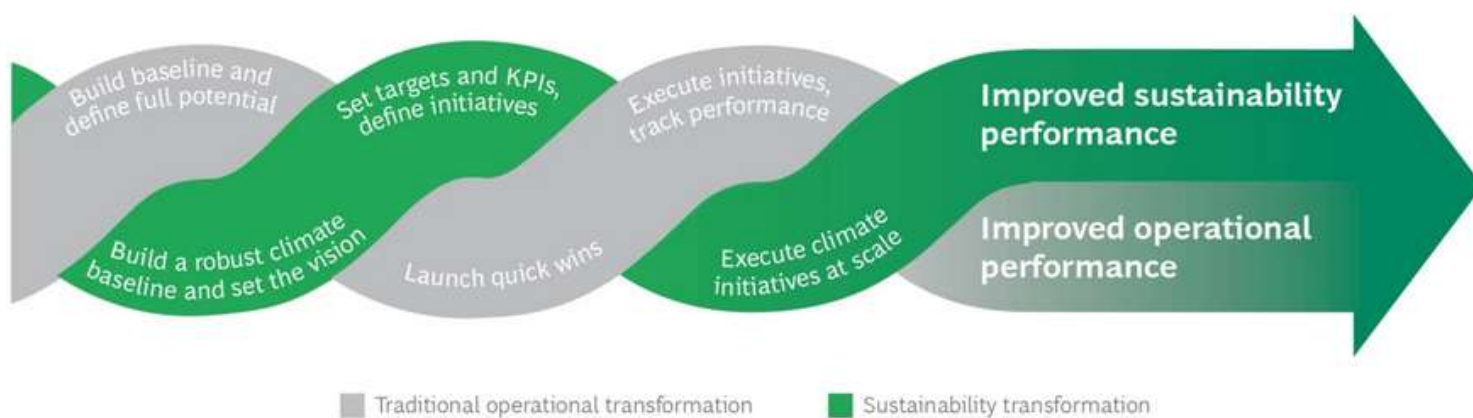 Build baseline and
define full potential
Build a robust climate
baseline and set the vision
Set targets and KPIs,
define initiatives
Launch quick wins
Execute initiatives,
track performance
Execute climate
initiatives at scale
Improved sustainability
performance
Improved operational
performance
Traditional operational transformation
Sustainability transformation